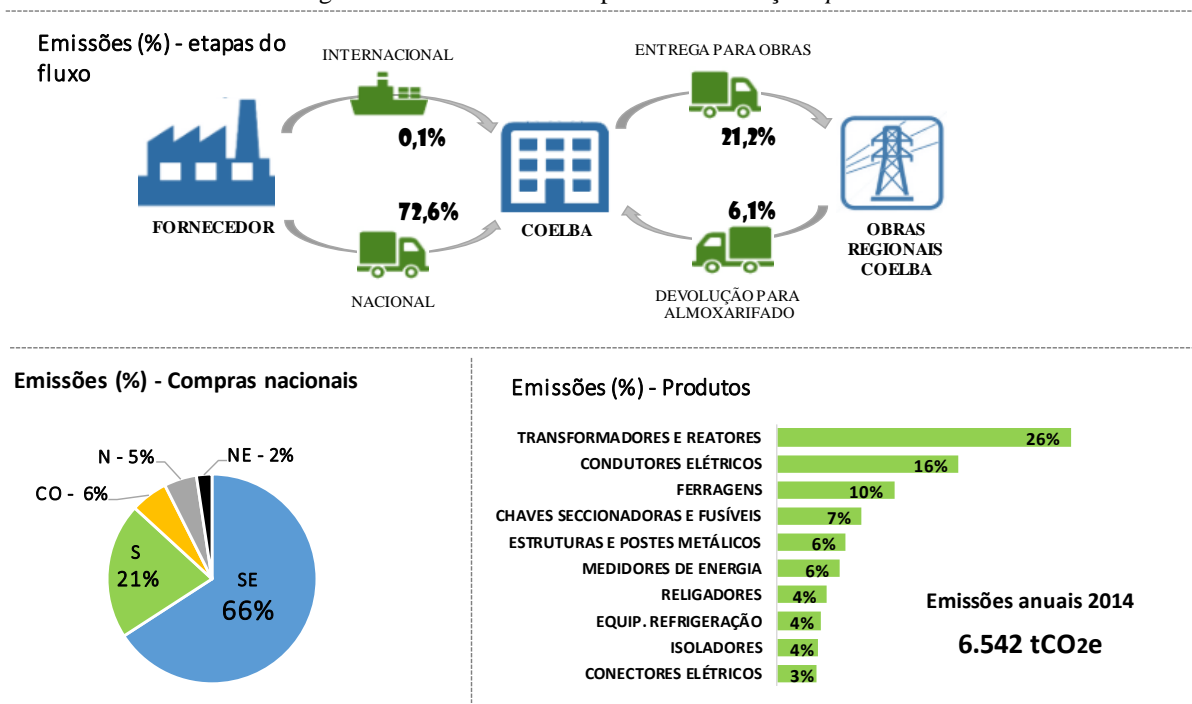 Emissões (%) - etapas do
fluxo
INTERNACIONAL
0,1%
72,6%
NACIONAL
FORNECEDOR
COELBA
ENTREGA PARA OBRAS
21,2%
6,1%
DEVOLUÇÃO PARA
ALMOXARIFADO
OBRAS
REGIONAIS
COELBA
Emissões (%) - Compras nacionais
N - 5%
NE - 2%
CO - 6%
S
21%
SE
66%
Emissões (%) - Produtos
TRANSFORMADORES E REATORES 26%
CONDUTORES ELÉTRICOS 16%
FERRAGENS 10%
CHAVES SECCIONADORAS E FUSÍVEIS 7%
ESTRUTURAS E POSTES METÁLICOS 6%
MEDIDORES DE ENERGIA 6%
RELIGADORES 4%
EQUIP. REFRIGERAÇÃO 4%
ISOLADORES 4%
CONECTORES ELÉTRICOS 3%
Emissões anuais 2014
6.542 tCO2e